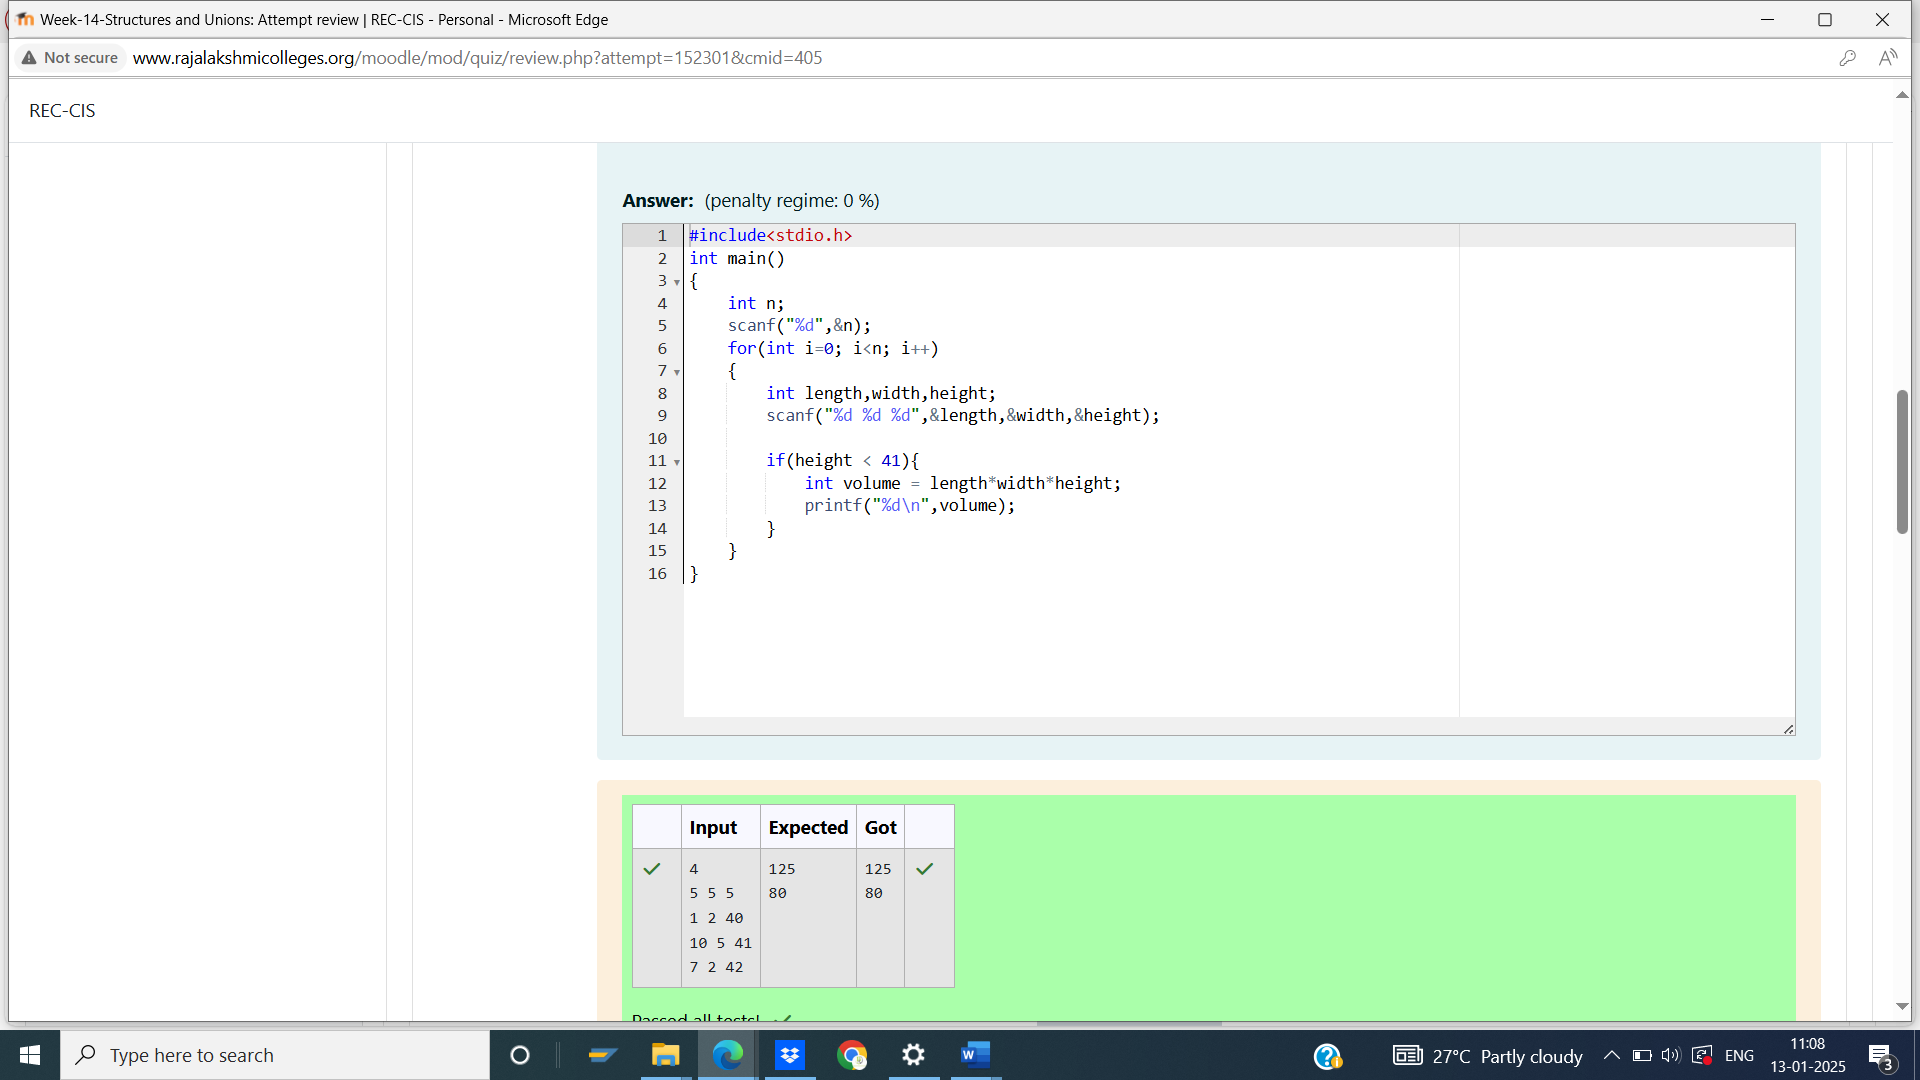 Week-14-Structures and Unions: Attempt review | REC-CIS - Personal - Microsoft Edge
Not secure www.rajalakshmicolleges.org/moodle/mod/quiz/review.php?attempt=152301&cmid=405
REC-CIS
Answer: (penalty regime: 0 %)
1 #include<stdio.h>
2 int main()
3 {
4 int n;
5 scanf("%d",&n);
6 for(int i=0; i<n; i++)
7 {
8 int length,width,height;
9 scanf("%d %d %d",&length,&width,&height);
10
11 if(height < 41){
12 int volume = length*width*height;
13 printf("%d\n",volume);
14 }
15 }
16 }
Input Expected Got
4 125 125
5 5 5 80 80
1 2 40
10 5 41
7 2 42
Passed all tests!
Type here to search
27°C Partly cloudy
ENG
11:08
13-01-2025
3